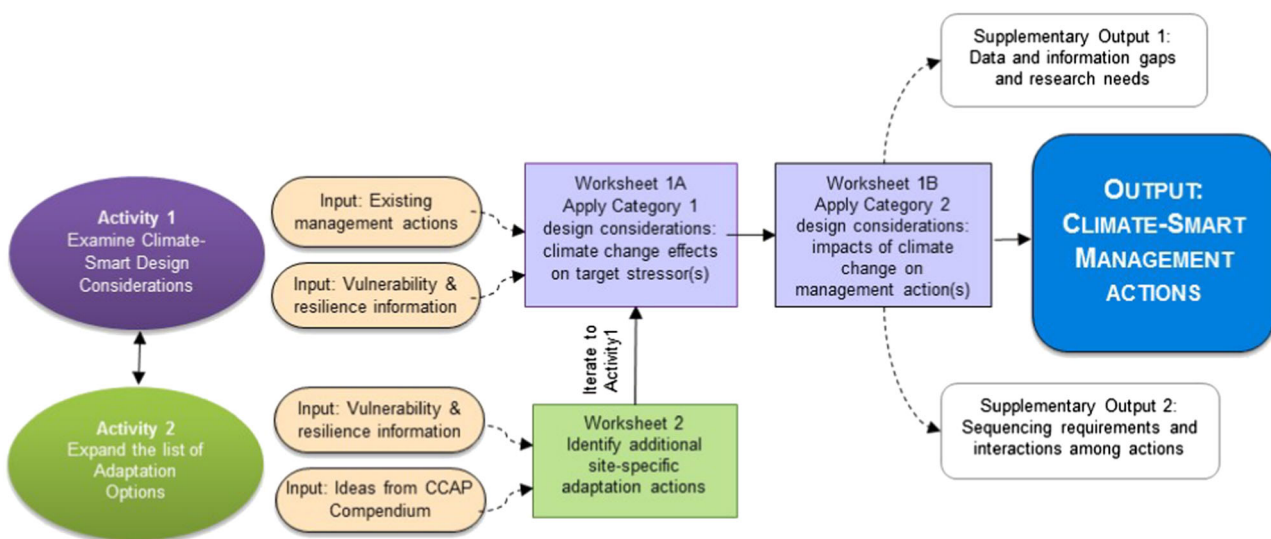 Activity 1
Examine Climate-
Smart Design
Considerations
Activity 2
Expand the list of
Adaptation
Options
Input: Existing
management actions
Input: Vulnerability &
resilience information
Input: Vulnerability &
resilience information
Input: Ideas from CCAP
Compendium
Worksheet 1A
Apply Category 1
design considerations:
climate change effects
on target stressor(s)
Iterate to
Activity1
Worksheet 2
Identify additional
site-specific
adaptation actions
Worksheet 1B
Apply Category 2
design considerations:
impacts of climate
change on
management action(s)
Supplementary Output 1:
Data and information gaps
and research needs
OUTPUT:
CLIMATE-SMART
MANAGEMENT
ACTIONS
Supplementary Output 2:
Sequencing requirements and
interactions among actions